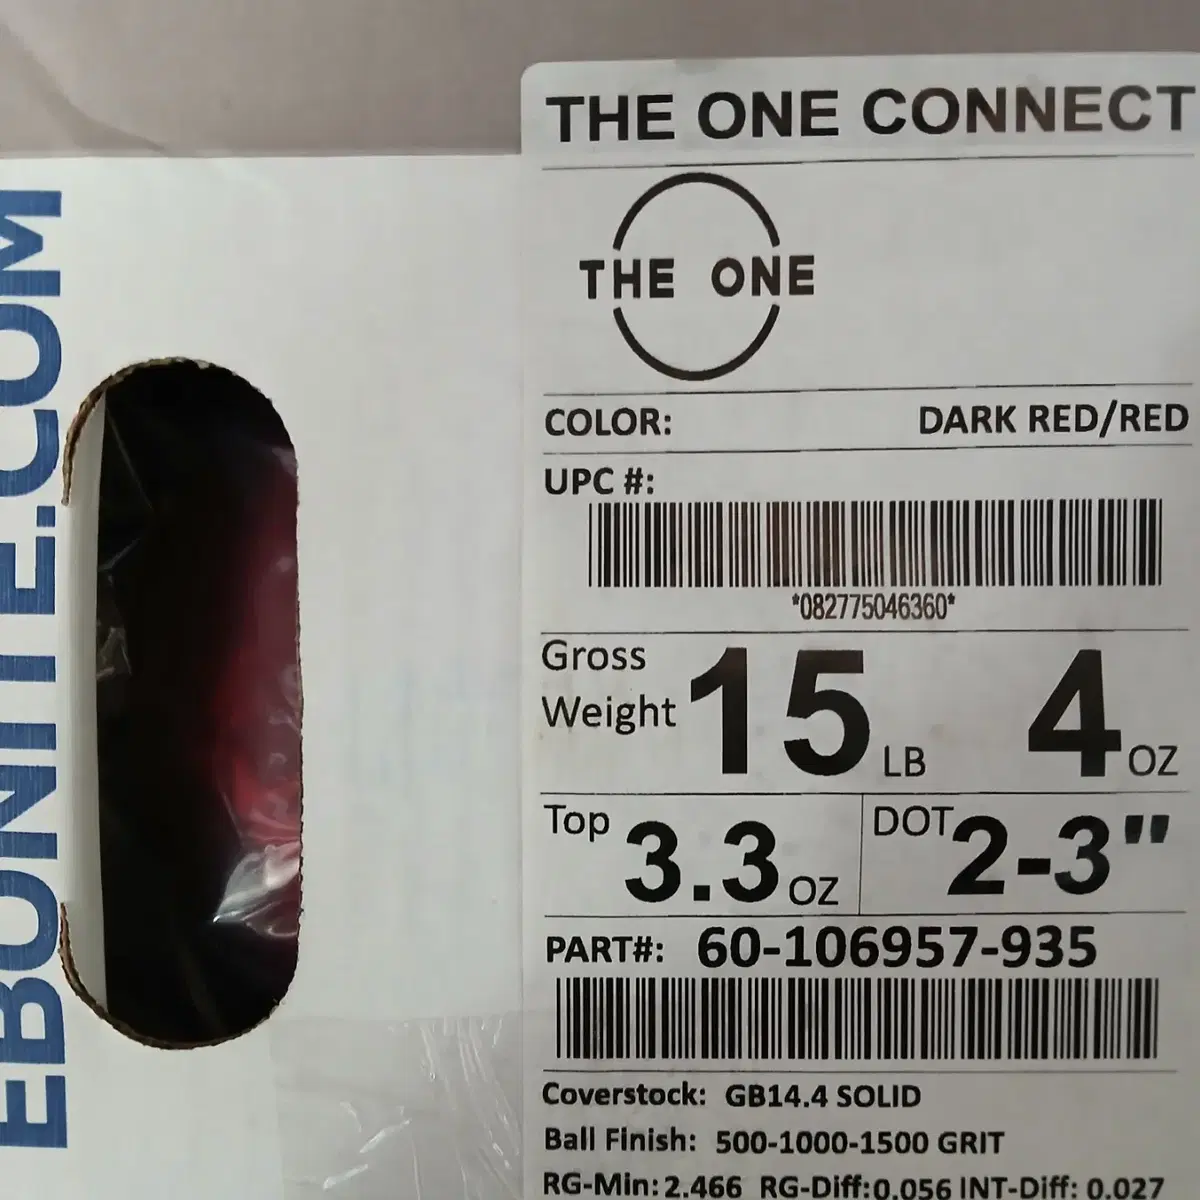 EBONITE.COM
THE ONE CONNECT
THE ONE
COLOR: DARK RED/RED
UPC #:
*082775046360*
Gross Weight 15 LB 4 OZ
Top 3.3 OZ DOT 2-3"
PART#: 60-106957-935
Coverstock: GB14.4 SOLID
Ball Finish: 500-1000-1500 GRIT
RG-Min: 2.466 RG-Diff:0.056 INT-Diff: 0.027